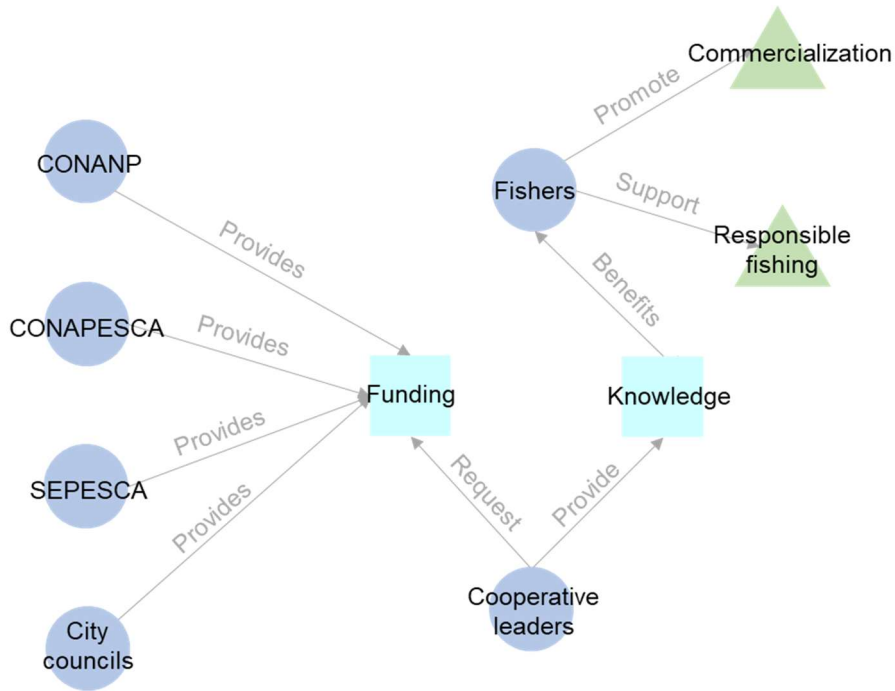 Commercialization
Promote
CONANP
Fishers
Support
Provides
Responsible
fishing
Benefits
CONAPESCA
Provides
Funding
Knowledge
Provides
SEPESCA
Request
Provide
Provides
Cooperative
leaders
City
councils